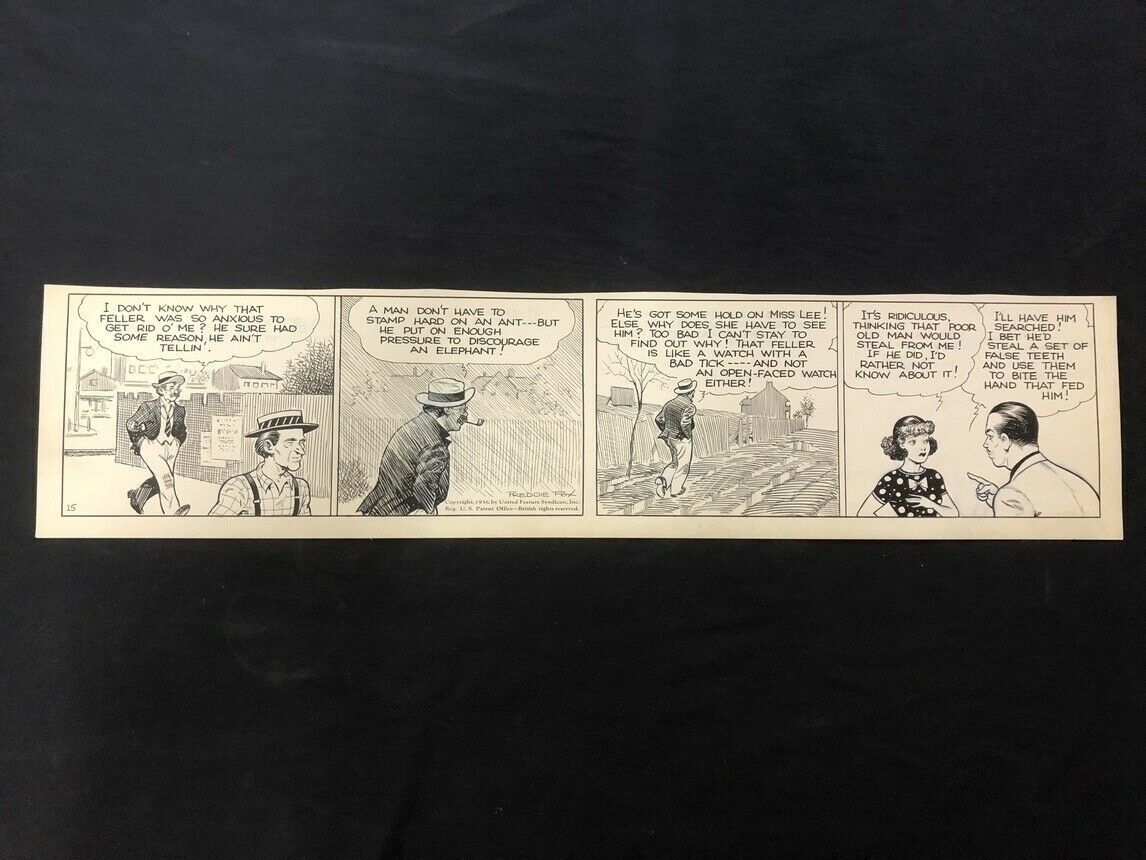 I DON'T KNOW WHY THAT
FELLER WAS SO ANXIOUS TO
GET RID O' ME? HE SURE HAD
SOME REASON HE AIN'T
TELLIN'.
15
A MAN DON'T HAVE TO
STAMP HARD ON AN ANT---BUT
HE PUT ON ENOUGH
PRESSURE TO DISCOURAGE
AN ELEPHANT!
FREDDIE FOX
Copyright, 1936, by United Feature Syndicate, Inc.
Reg. U. S. Patent Office—British rights reserved.
HE'S GOT SOME HOLD ON MISS LEE!
ELSE WHY DOES SHE HAVE TO SEE
HIM? TOO BAD I CAN'T STAY TO
FIND OUT WHY! THAT FELLER
IS LIKE A WATCH WITH A
BAD TICK----AND NOT
AN OPEN-FACED WATCH
EITHER!
IT'S RIDICULOUS,
THINKING THAT POOR
OLD MAN WOULD
STEAL FROM ME!
IF HE DID, I'D
RATHER NOT
KNOW ABOUT IT!
I'LL HAVE HIM
SEARCHED!
I BET HE'D
STEAL A SET OF
FALSE TEETH
AND USE THEM
TO BITE THE
HAND THAT FED
HIM!